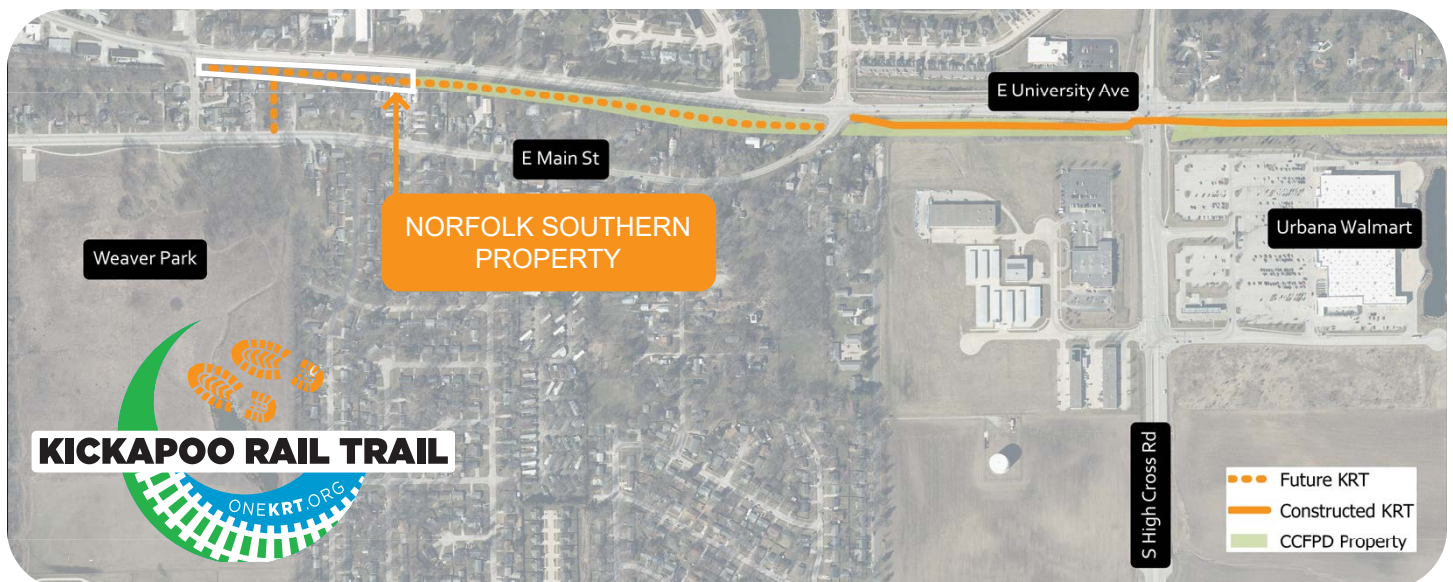 E University Ave
E Main St
NORFOLK SOUTHERN
PROPERTY
Weaver Park
Urbana Walmart
KICKAPOO RAIL TRAIL
ONEKRT.ORG
S High Cross Rd
Future KRT
Constructed KRT
CCFPD Property